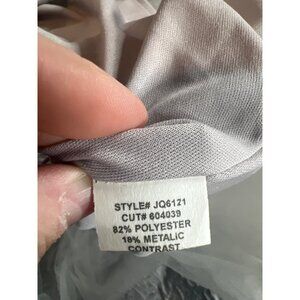 STYLE# JQ6121
CUT# 604039
82% POLYESTER
18% METALIC
CONTRAST